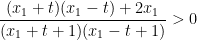 \frac{(x_1+t)(x_1-t)+2x_1}{(x_1+t+1)(x_1-t+1)} > 0